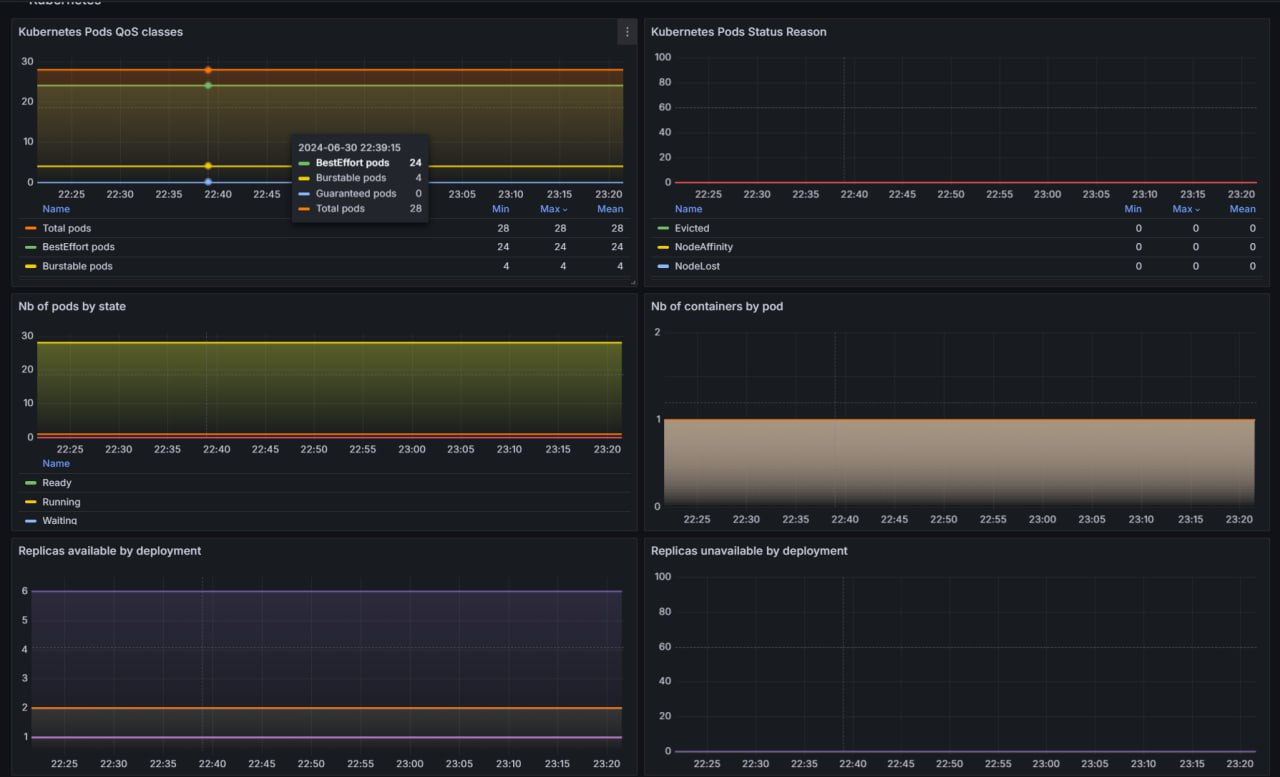 Kubernetes
Kubernetes Pods QoS classes
30
20
10
0
22:25 22:30 22:35 22:40 22:45 23:05 23:10 23:15 23:20
2024-06-30 22:39:15
BestEffort pods 24
Burstable pods 4
Guaranteed pods 0
Total pods 28
Name Min Max Mean
Total pods 28 28 28
BestEffort pods 24 24 24
Burstable pods 4 4 4
Kubernetes Pods Status Reason
100
80
60
40
20
0
22:25 22:30 22:35 22:40 22:45 22:50 22:55 23:00 23:05 23:10 23:15 23:20
Name Min Max Mean
Evicted 0 0 0
NodeAffinity 0 0 0
NodeLost 0 0 0
Nb of pods by state
30
20
10
0
22:25 22:30 22:35 22:40 22:45 22:50 22:55 23:00 23:05 23:10 23:15 23:20
Name
Ready
Running
Waiting
Nb of containers by pod
2
1
0
22:25 22:30 22:35 22:40 22:45 22:50 22:55 23:00 23:05 23:10 23:15 23:20
Replicas available by deployment
6
5
4
3
2
1
22:25 22:30 22:35 22:40 22:45 22:50 22:55 23:00 23:05 23:10 23:15 23:20
Replicas unavailable by deployment
100
80
60
40
20
0
22:25 22:30 22:35 22:40 22:45 22:50 22:55 23:00 23:05 23:10 23:15 23:20